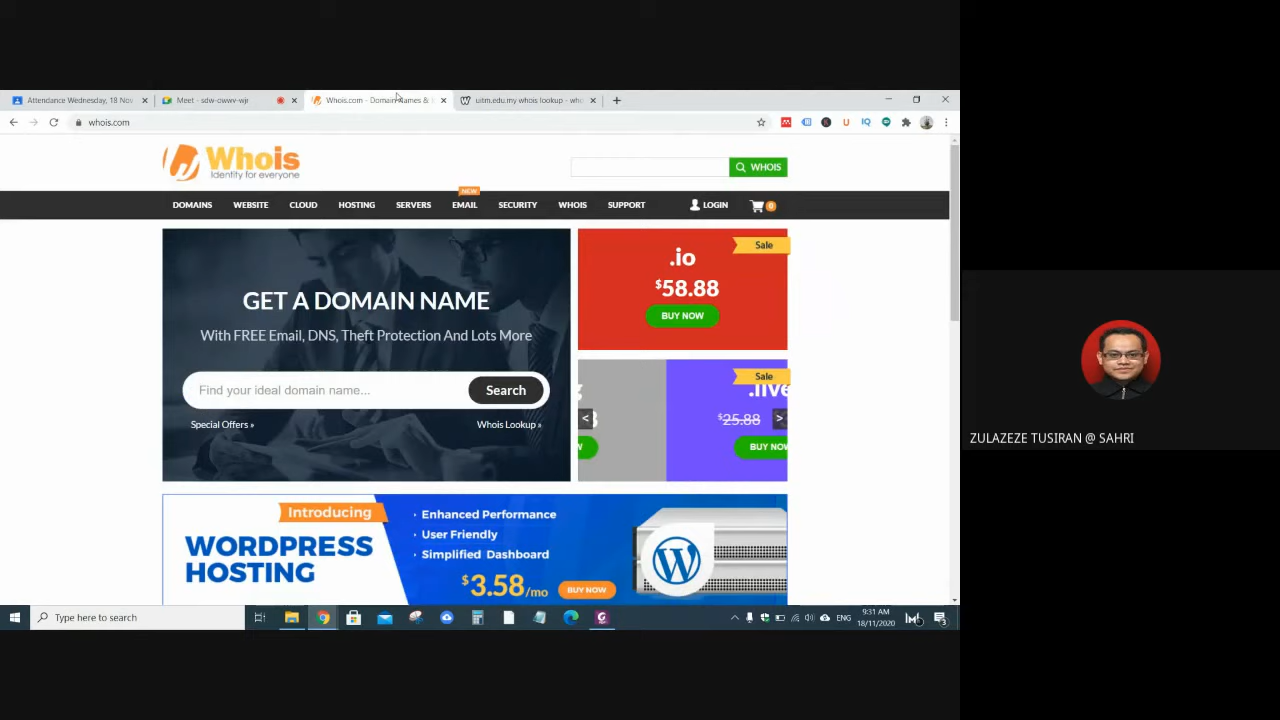 Attendance Wednesday, 18 Nov
Meet - sdw-owwv-wjr
Whois.com - Domain Names & I
uitm.edu.my whois lookup - who
whois.com
Whois
Identity for everyone
WHOIS
NEW
DOMAINS WEBSITE CLOUD HOSTING SERVERS EMAIL SECURITY WHOIS SUPPORT LOGIN 0
GET A DOMAIN NAME
With FREE Email, DNS, Theft Protection And Lots More
Find your ideal domain name...
Search
Special Offers »
Whois Lookup »
Sale
.io
$58.88
BUY NOW
Sale
.live
$25.88
<
>
BUY NOW
Introducing
WORDPRESS
HOSTING
· Enhanced Performance
· User Friendly
· Simplified Dashboard
$3.58/mo
BUY NOW
ZULAZEZE TUSIRAN @ SAHRI
Type here to search
ENG
9:31 AM
18/11/2020
3